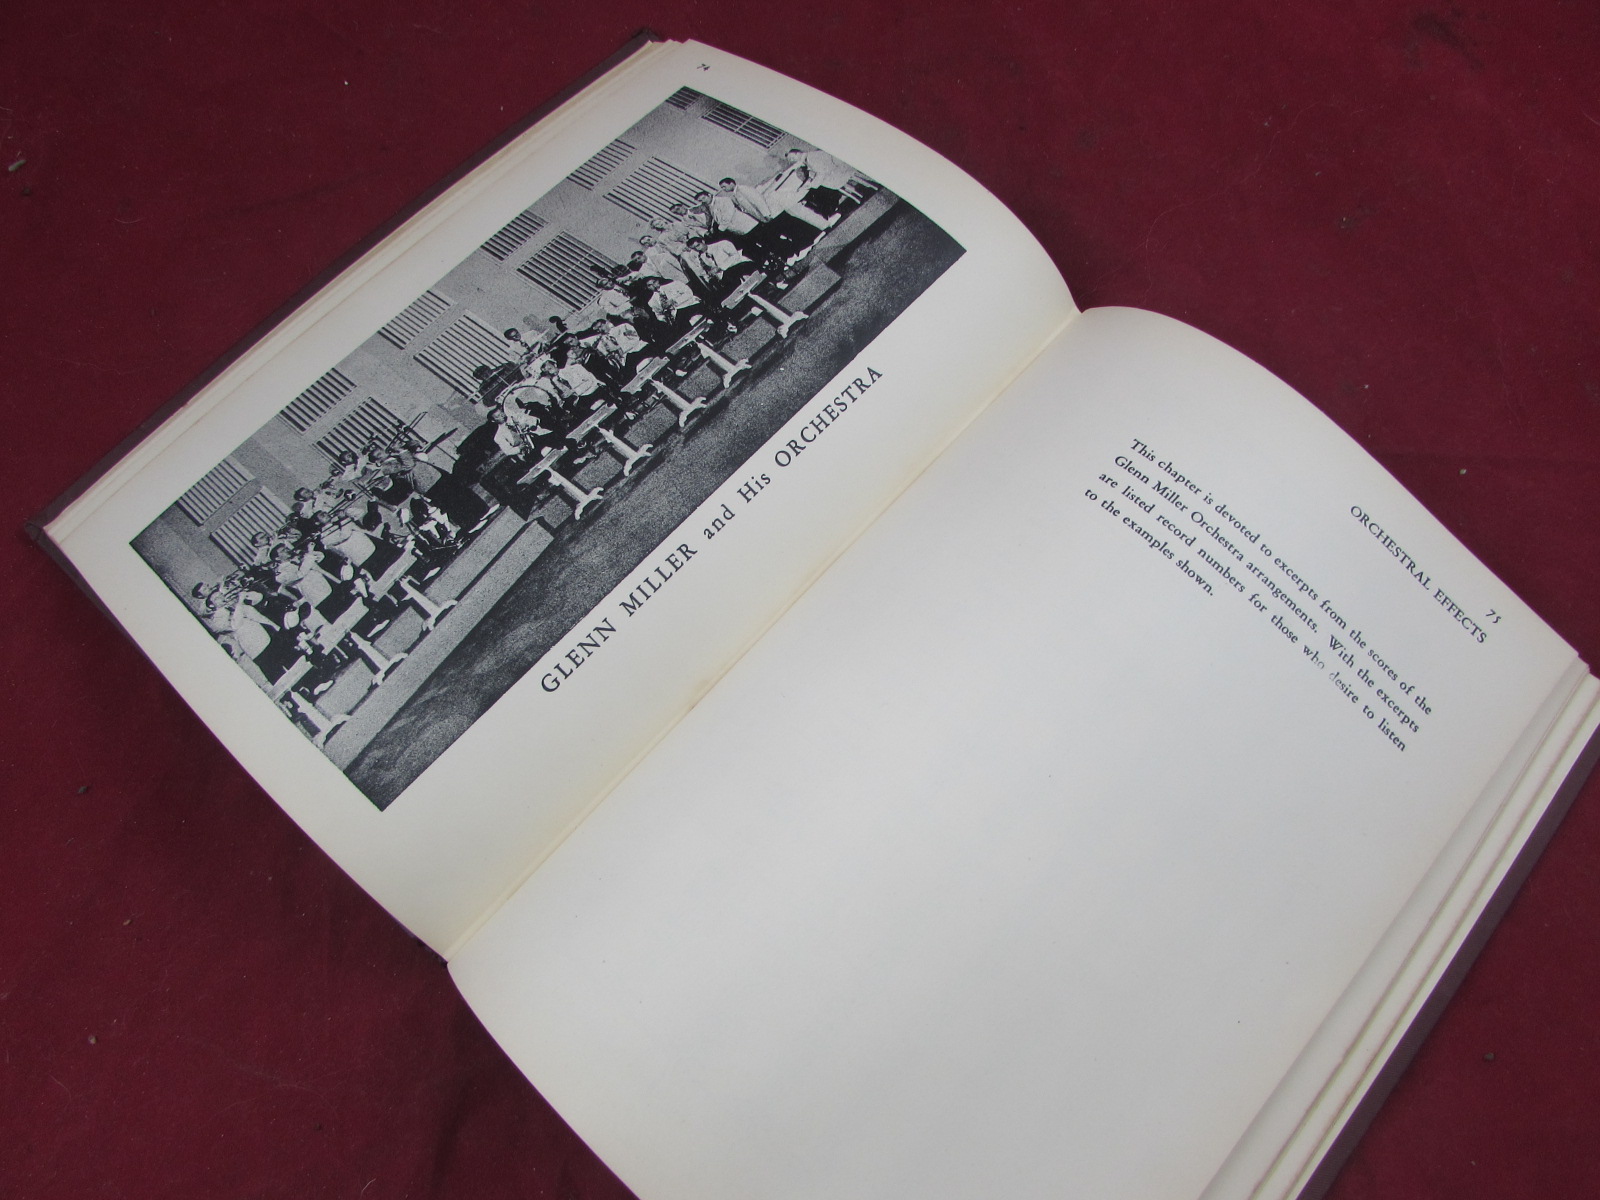 74
GLENN MILLER and His ORCHESTRA
75
ORCHESTRAL EFFECTS
This chapter is devoted to excerpts from the scores of the
Glenn Miller Orchestra arrangements. With the excerpts
are listed record numbers for those who desire to listen
to the examples shown.